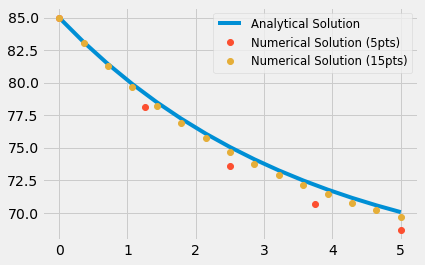 85.0
82.5
80.0
77.5
75.0
72.5
70.0
Analytical Solution
Numerical Solution (5pts)
Numerical Solution (15pts)
0 1 2 3 4 5